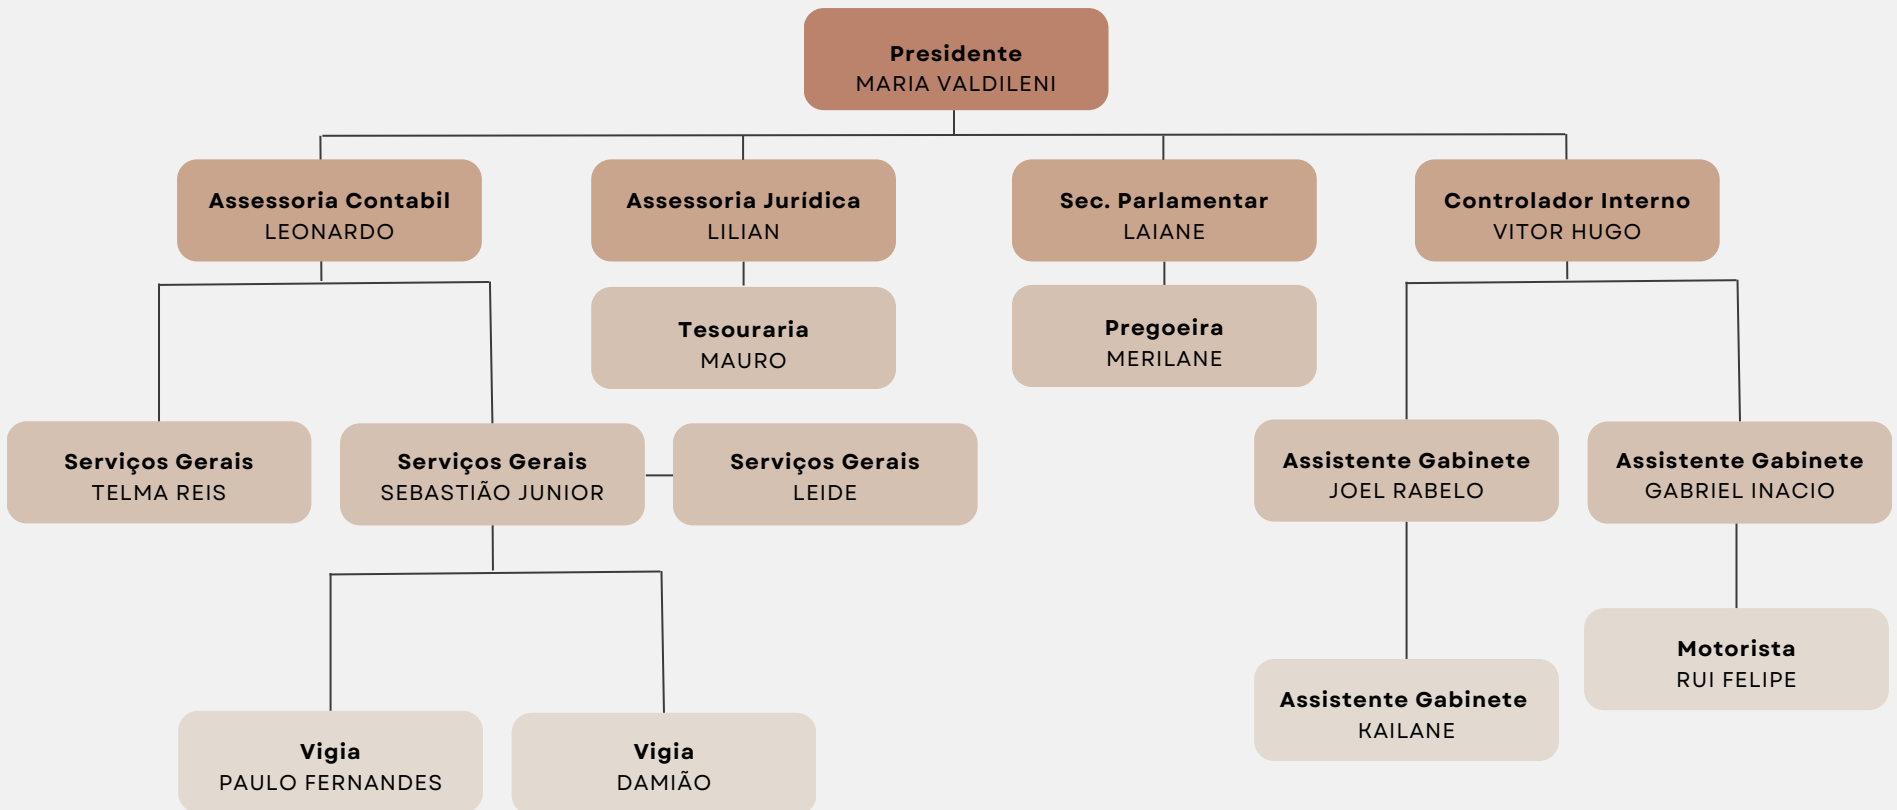 Presidente
MARIA VALDILENI
Assessoria Contabil
LEONARDO
Assessoria Jurídica
LILIAN
Sec. Parlamentar
LAIANE
Controlador Interno
VITOR HUGO
Tesouraria
MAURO
Pregoeira
MERILANE
Serviços Gerais
TELMA REIS
Serviços Gerais
SEBASTIÃO JUNIOR
Serviços Gerais
LEIDE
Assistente Gabinete
JOEL RABELO
Assistente Gabinete
GABRIEL INACIO
Motorista
RUI FELIPE
Assistente Gabinete
KAILANE
Vigia
PAULO FERNANDES
Vigia
DAMIÃO